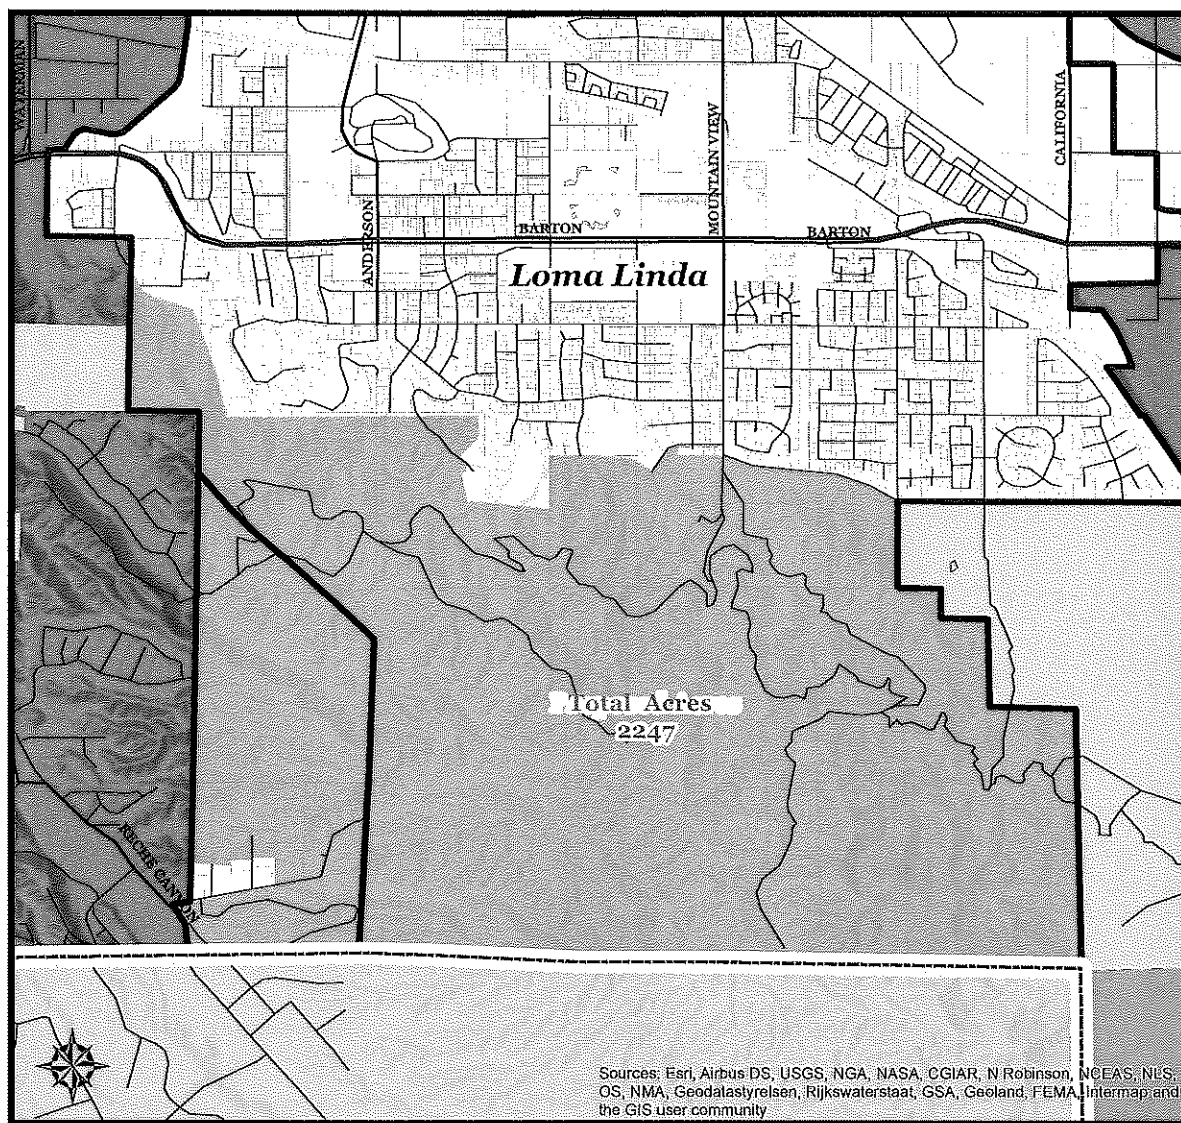 WATERMAN
CALIFORNIA
MOUNTAIN VIEW
ANDERSON
BARTON
BARTON
Loma Linda
Total Acres
2247
RECHE CANYON
Sources: Esri, Airbus DS, USGS, NGA, NASA, CGIAR, N Robinson, NCEAS, NLS,
OS, NMA, Geodatastyrelsen, Rijkswaterstaat, GSA, Geoland, FEMA, Intermap and
the GIS user community